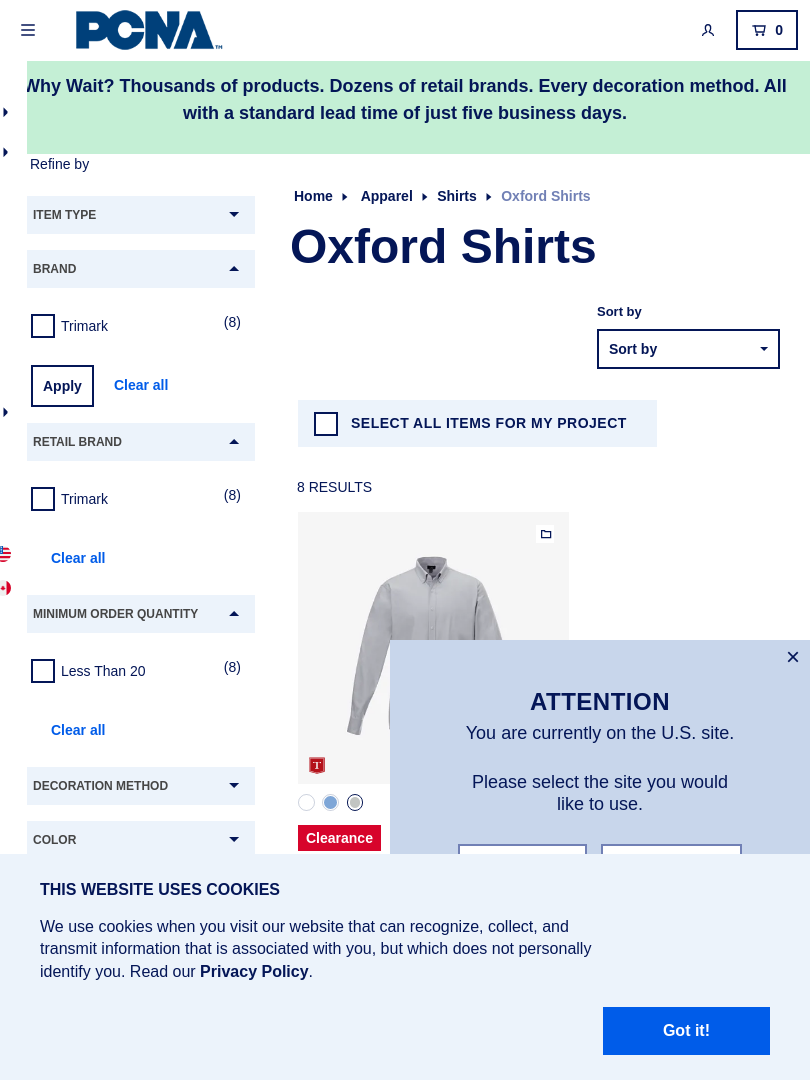 PCNA
0
Why Wait? Thousands of products. Dozens of retail brands. Every decoration method. All
with a standard lead time of just five business days.
Refine by
ITEM TYPE
BRAND
Trimark
(8)
Apply
Clear all
RETAIL BRAND
Trimark
(8)
Clear all
MINIMUM ORDER QUANTITY
Less Than 20
(8)
Clear all
DECORATION METHOD
COLOR
Home
Apparel
Shirts
Oxford Shirts
Oxford Shirts
Sort by
Sort by
SELECT ALL ITEMS FOR MY PROJECT
8 RESULTS
T
Clearance
ATTENTION
You are currently on the U.S. site.
Please select the site you would
like to use.
THIS WEBSITE USES COOKIES
We use cookies when you visit our website that can recognize, collect, and
transmit information that is associated with you, but which does not personally
identify you. Read our Privacy Policy.
Got it!